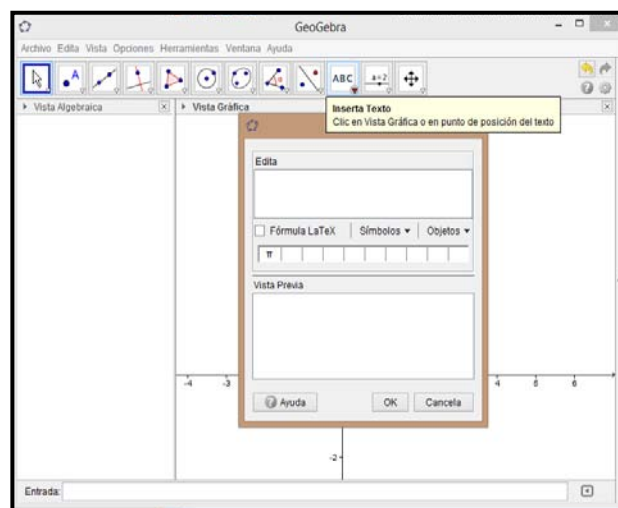 GeoGebra
Archivo Edita Vista Opciones Herramientas Ventana Ayuda
A
ABC
a=2
Vista Algebraica
Vista Gráfica
Inserta Texto
Clic en Vista Gráfica o en punto de posición del texto
Edita
Fórmula LaTeX Símbolos Objetos
π
Vista Previa
-4 -3 4 5 6
Ayuda OK Cancela
-2
Entrada: